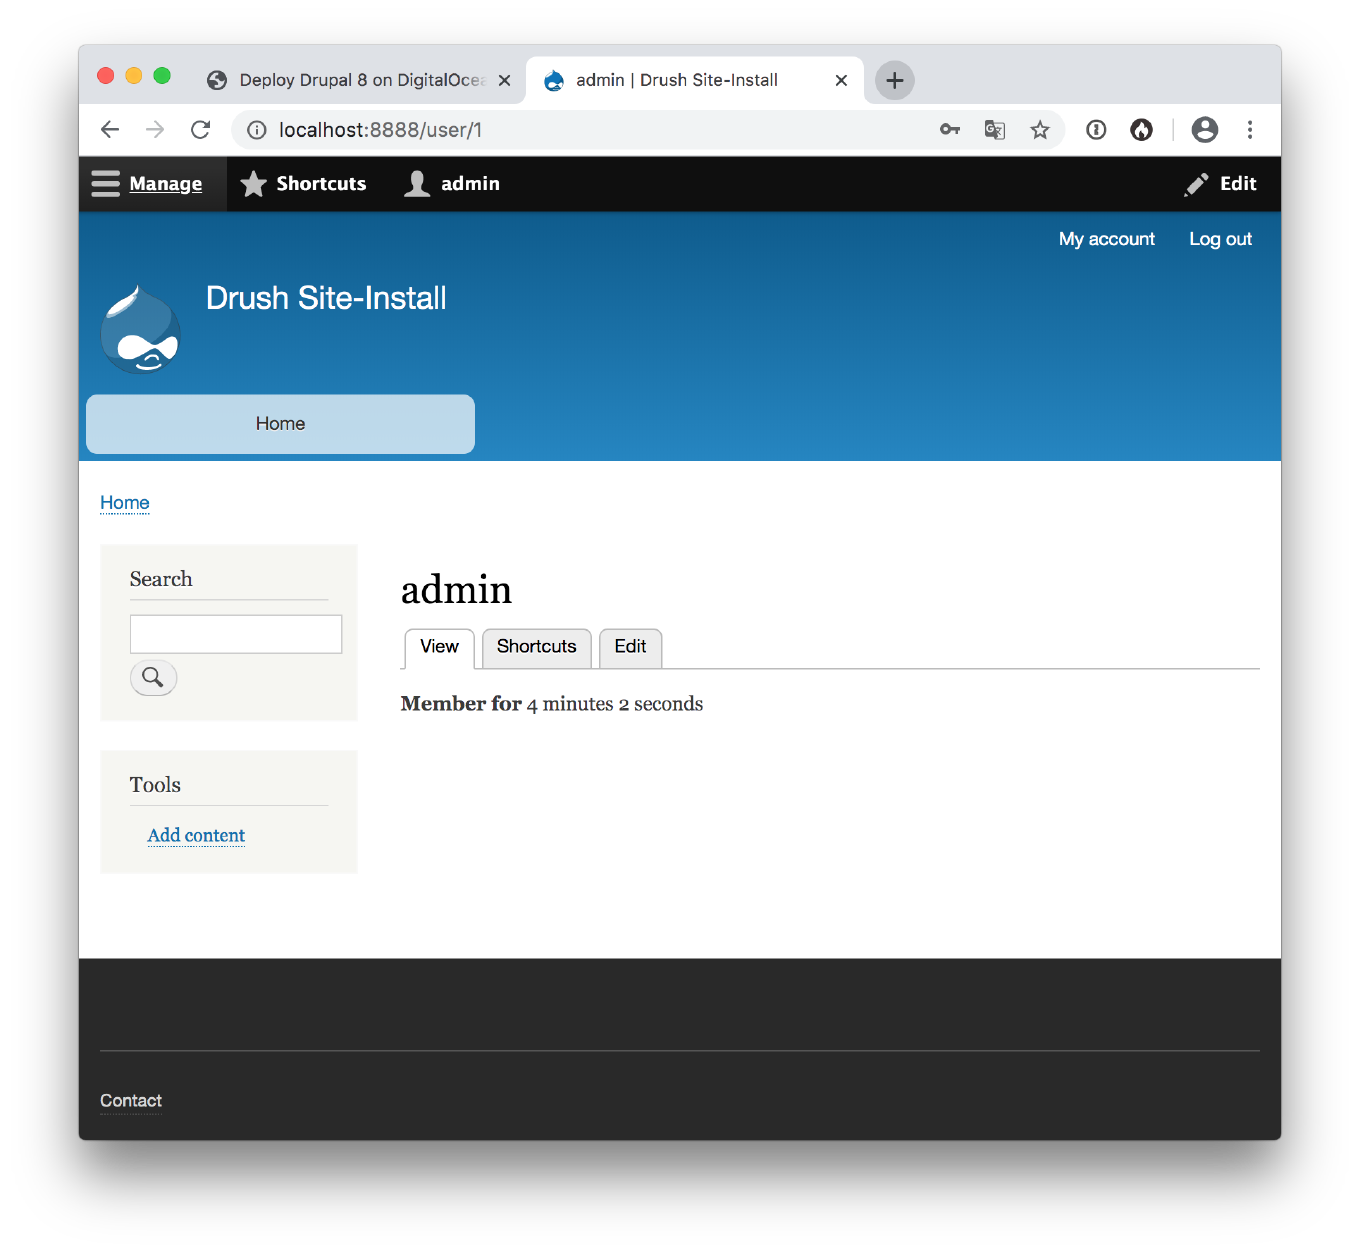 Deploy Drupal 8 on DigitalOcea
admin | Drush Site-Install
localhost:8888/user/1
Manage
Shortcuts
admin
Edit
My account
Log out
Drush Site-Install
Home
Home
Search
admin
View
Shortcuts
Edit
Member for 4 minutes 2 seconds
Tools
Add content
Contact